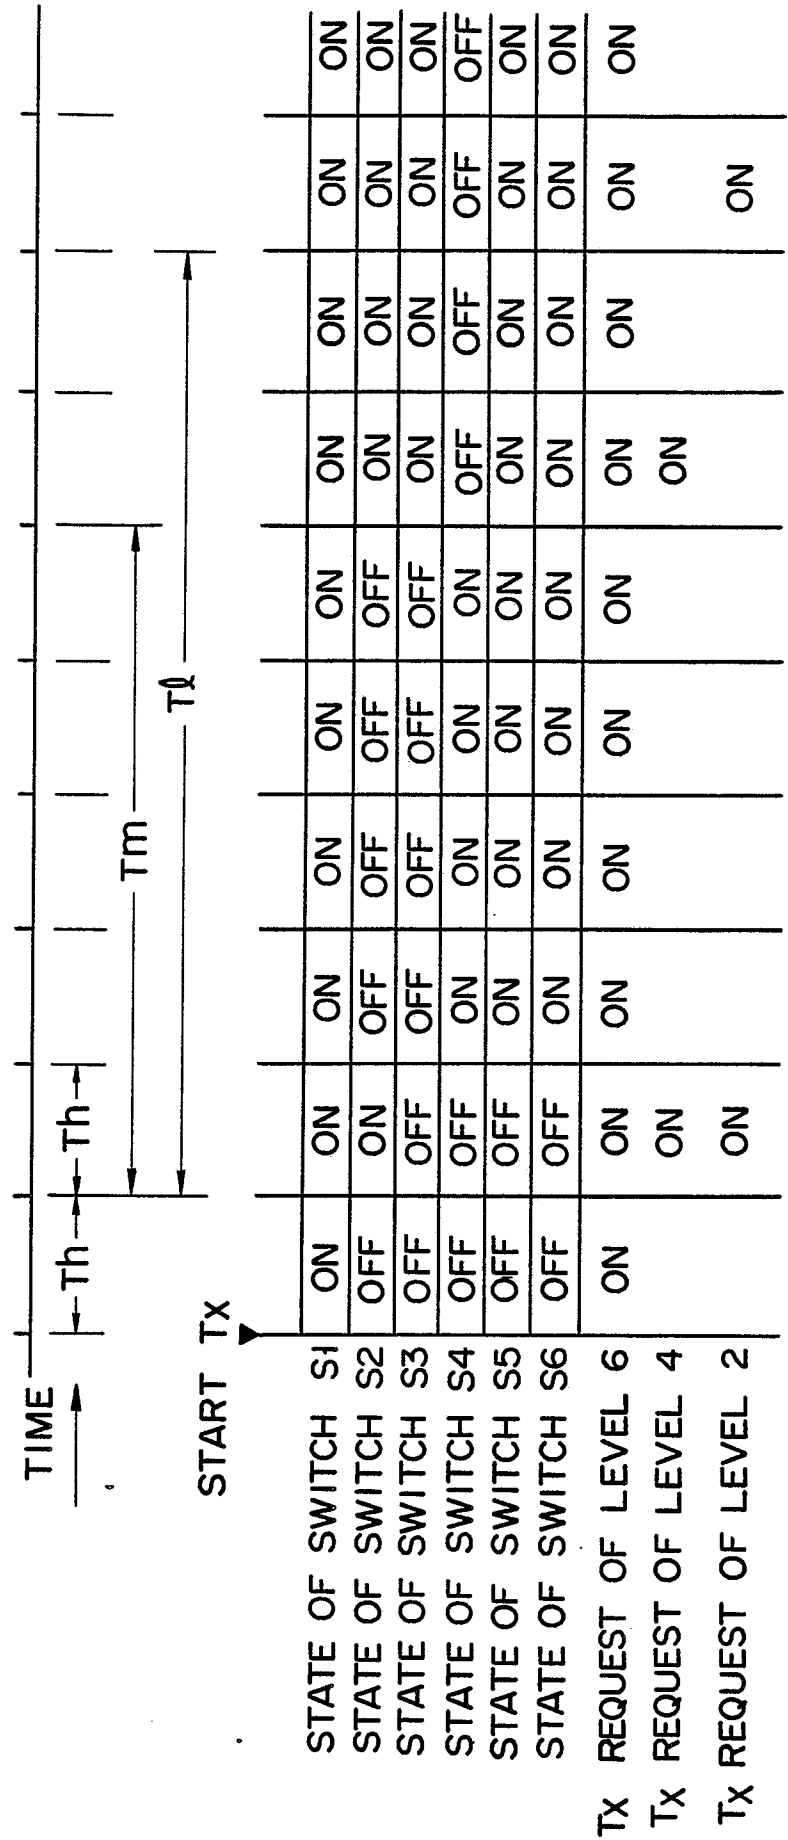 TIME
Th Th
Tm
Tℓ
START Tx
STATE OF SWITCH S1 ON ON ON ON ON ON ON ON ON ON
STATE OF SWITCH S2 OFF ON OFF OFF OFF OFF ON ON ON ON
STATE OF SWITCH S3 OFF OFF OFF OFF OFF OFF ON ON ON ON
STATE OF SWITCH S4 OFF OFF ON ON ON ON OFF OFF OFF OFF
STATE OF SWITCH S5 OFF OFF ON ON ON ON ON ON ON ON
STATE OF SWITCH S6 OFF OFF ON ON ON ON ON ON ON ON
Tx REQUEST OF LEVEL 6 ON ON ON ON ON ON ON ON ON ON
Tx REQUEST OF LEVEL 4 ON ON
Tx REQUEST OF LEVEL 2 ON ON